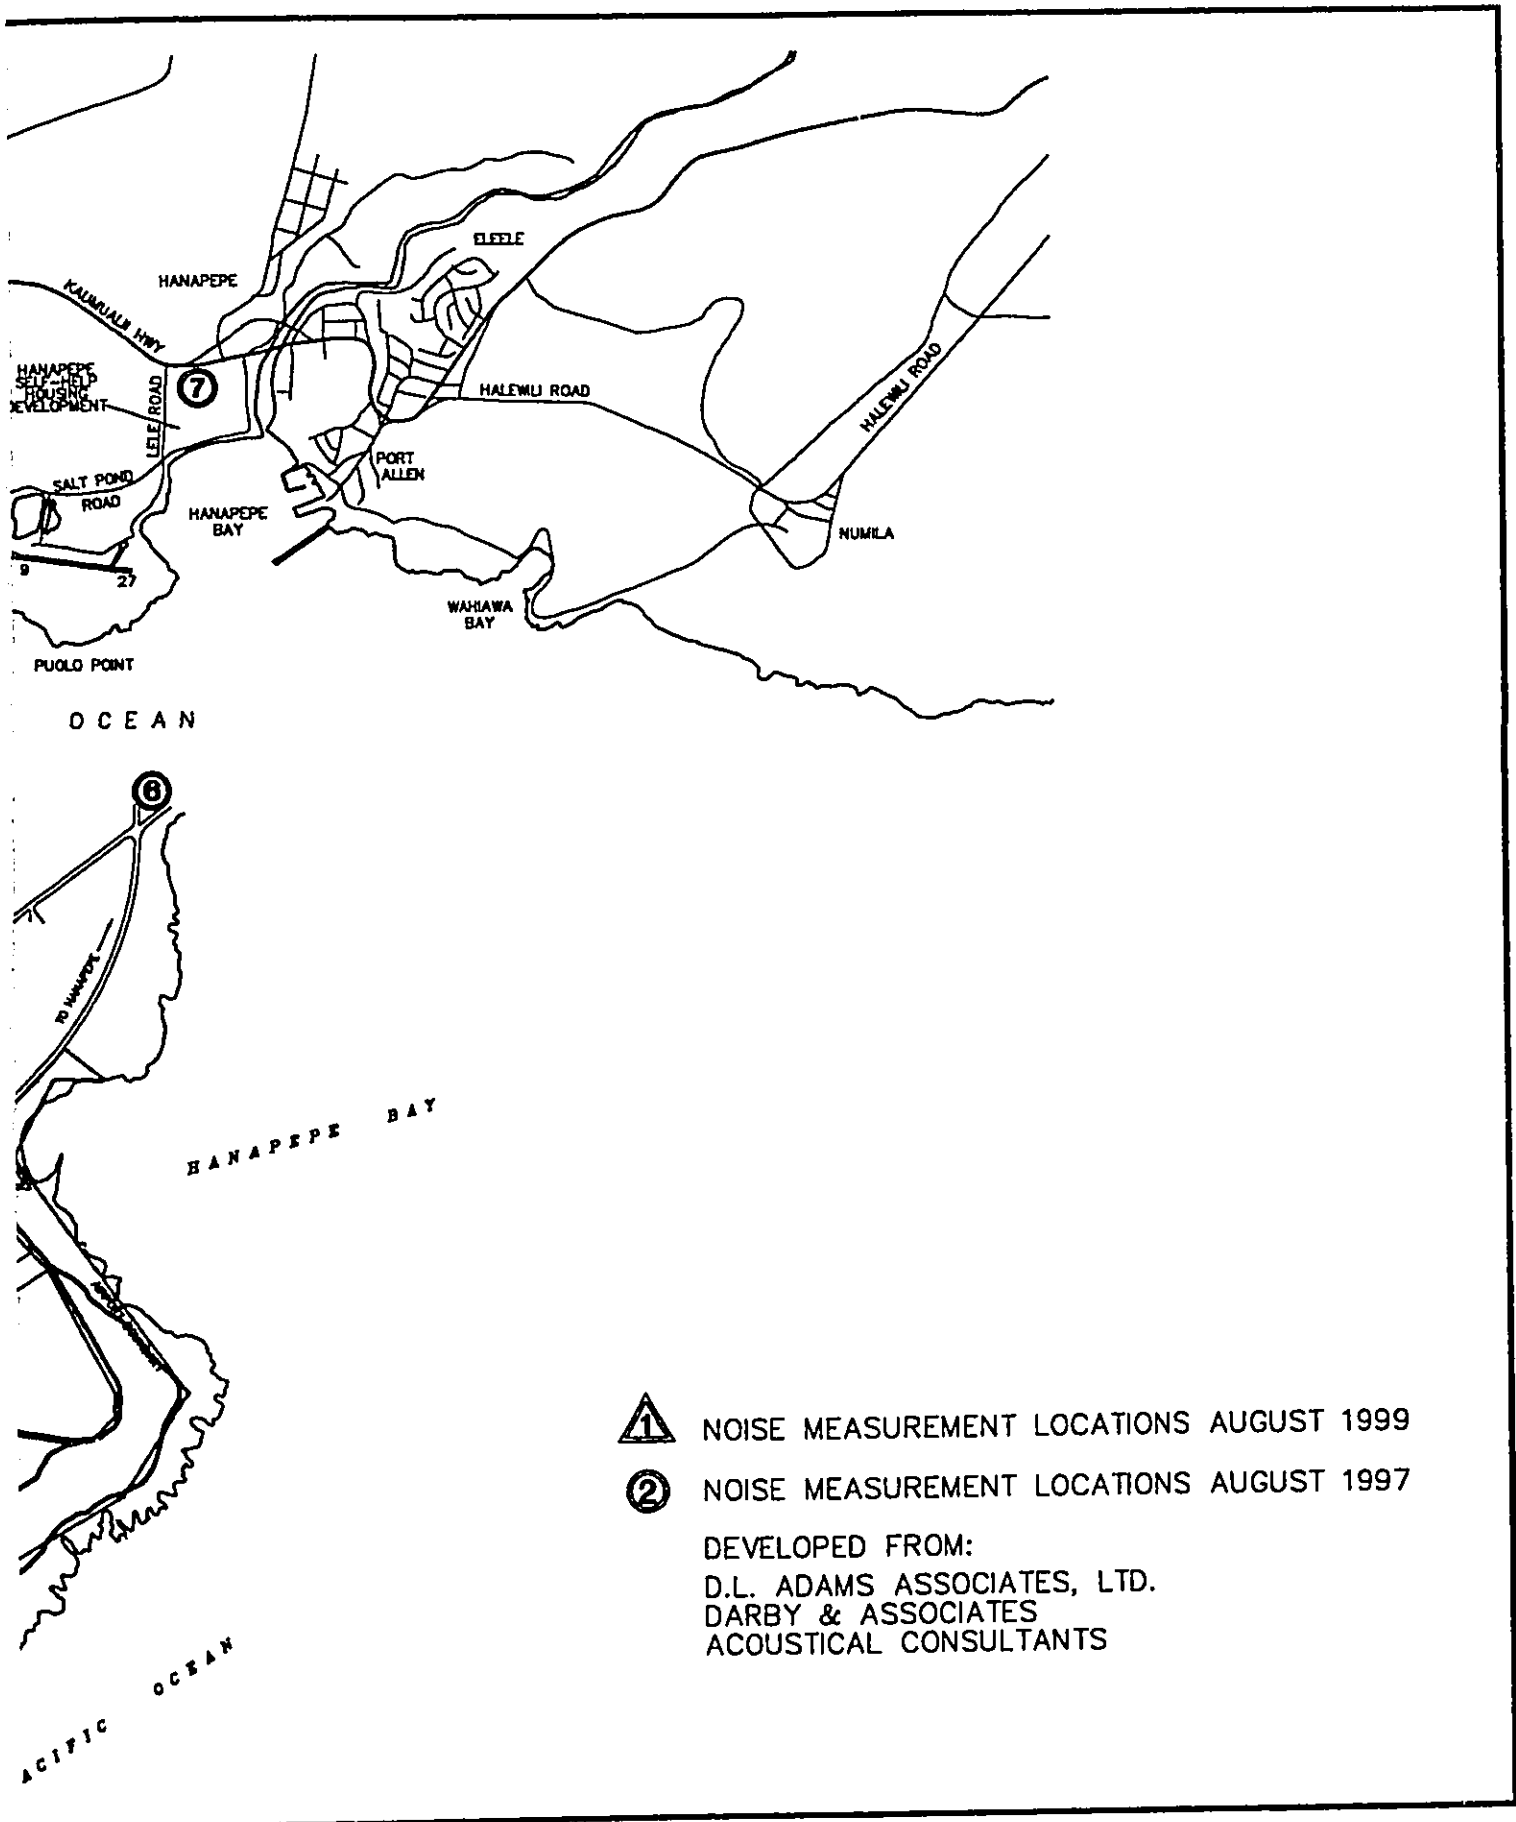 ELEELE
HANAPEPE
KAUMUALII HWY
HANAPEPE
SELF-HELP
HOUSING
DEVELOPMENT
LELE ROAD
7
HALEWILI ROAD
HALEWILI ROAD
PORT
ALLEN
SALT POND
ROAD
HANAPEPE
BAY
NUMILA
9
27
WAHIAWA
BAY
PUOLO POINT
OCEAN
6
TO HANAPEPE
HANAPEPE BAY
1 NOISE MEASUREMENT LOCATIONS AUGUST 1999
2 NOISE MEASUREMENT LOCATIONS AUGUST 1997
DEVELOPED FROM:
D.L. ADAMS ASSOCIATES, LTD.
DARBY & ASSOCIATES
ACOUSTICAL CONSULTANTS
ACIFIC OCEAN